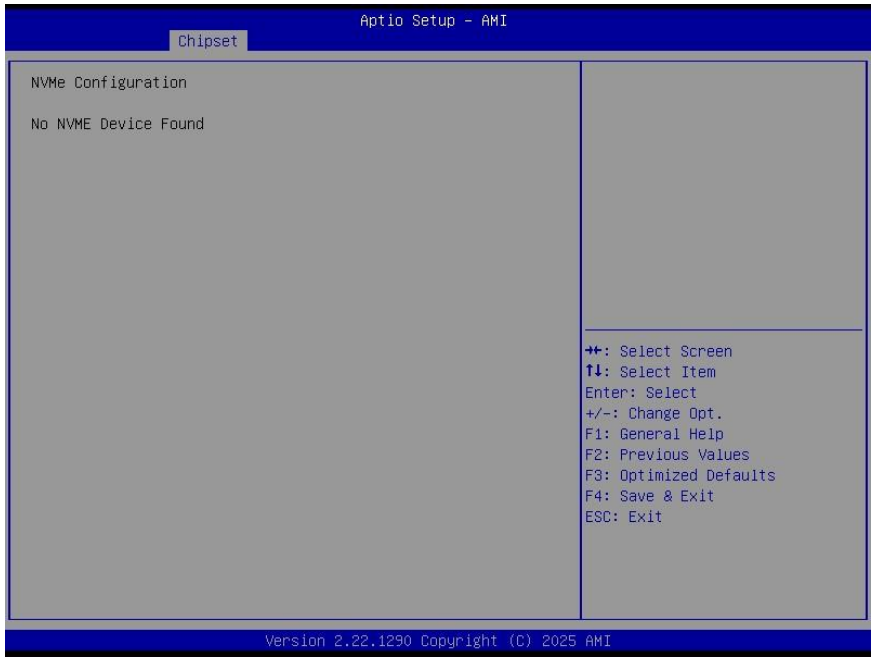 Aptio Setup – AMI
Chipset
NVMe Configuration
No NVME Device Found
→←: Select Screen
↑↓: Select Item
Enter: Select
+/-: Change Opt.
F1: General Help
F2: Previous Values
F3: Optimized Defaults
F4: Save & Exit
ESC: Exit
Version 2.22.1290 Copyright (C) 2025 AMI